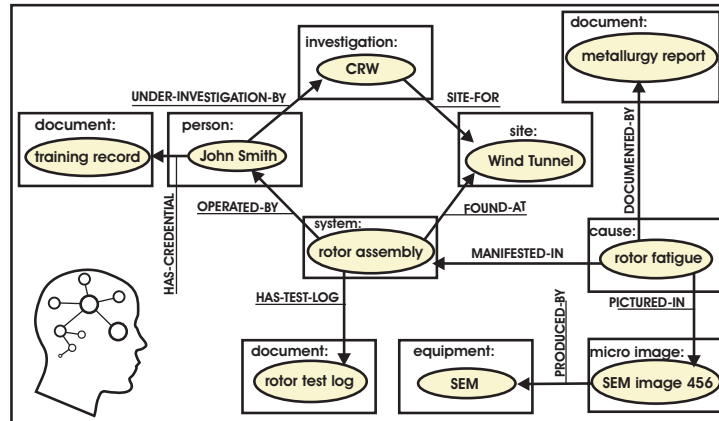 document:
metallurgy report
investigation:
CRW
UNDER-INVESTIGATION-BY
SITE-FOR
DOCUMENTED-BY
document:
training record
person:
John Smith
site:
Wind Tunnel
HAS-CREDENTIAL
OPERATED-BY
FOUND-AT
system:
rotor assembly
MANIFESTED-IN
cause:
rotor fatigue
HAS-TEST-LOG
PRODUCED-BY
PICTURED-IN
document:
rotor test log
equipment:
SEM
micro image:
SEM image 456